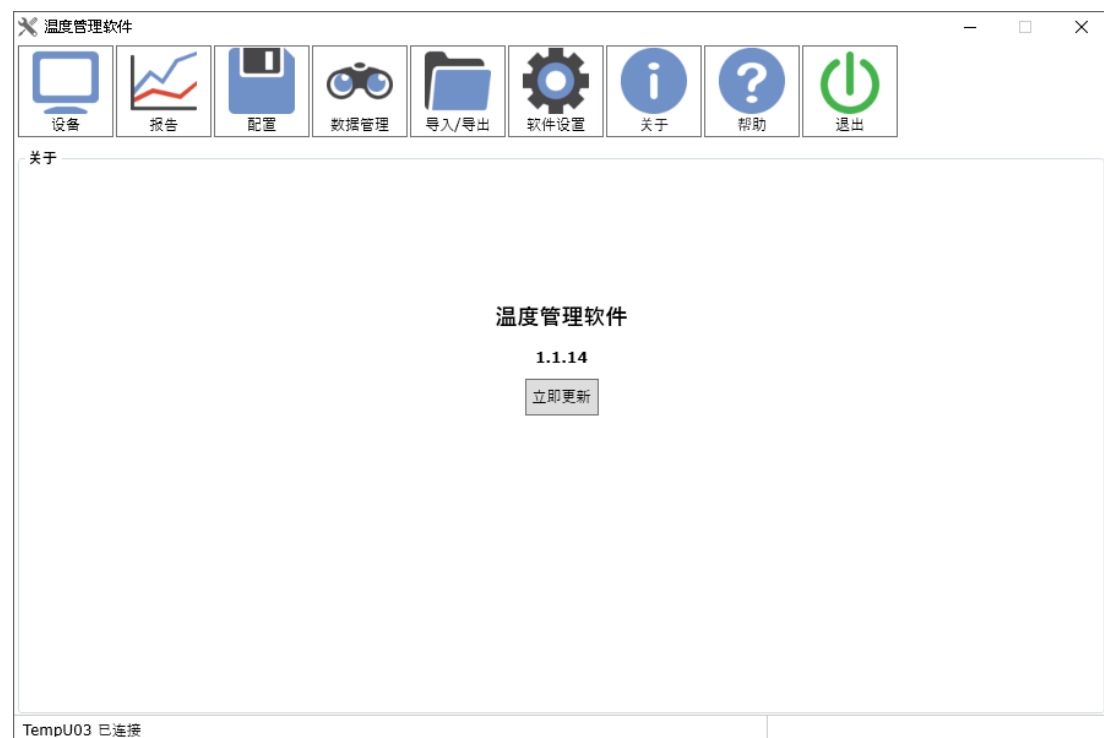 温度管理软件
设备 报告 配置 数据管理 导入/导出 软件设置 关于 帮助 退出
关于
温度管理软件
1.1.14
立即更新
TempU03 已连接